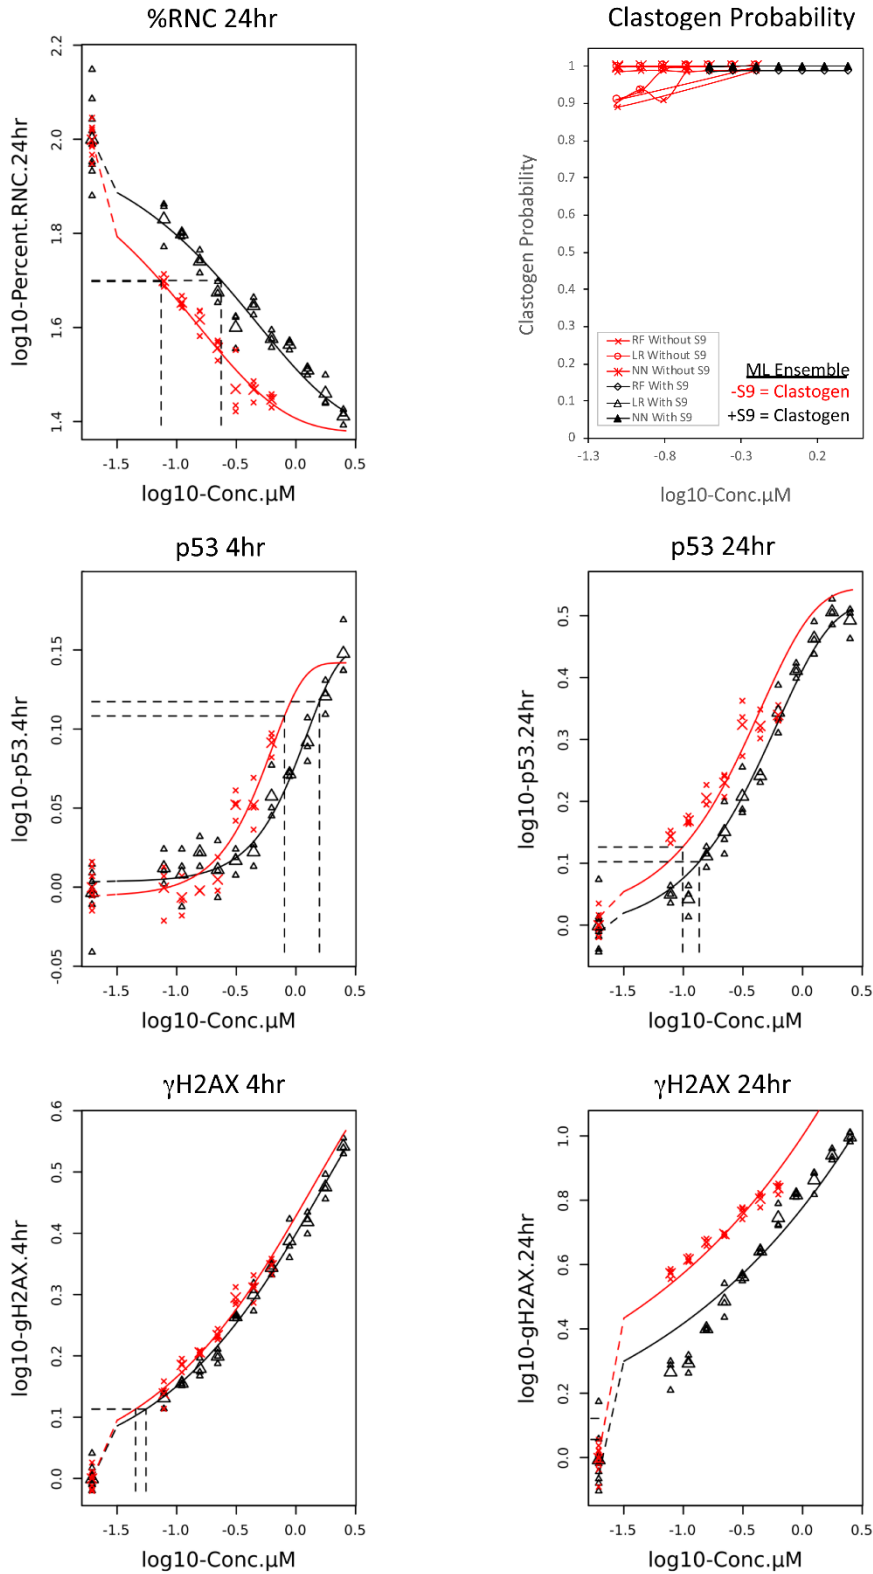 %RNC 24hr
log10-Percent.RNC.24hr
2.2
2.0
1.8
1.6
1.4
-1.5 -1.0 -0.5 0.0 0.5
log10-Conc.µM
Clastogen Probability
Clastogen Probability
1
0.9
0.8
0.7
0.6
0.5
0.4
0.3
0.2
0.1
0
RF Without S9
LR Without S9
NN Without S9
RF With S9
LR With S9
NN With S9
ML Ensemble
-S9 = Clastogen
+S9 = Clastogen
-1.3 -0.8 -0.3 0.2
log10-Conc.µM
p53 4hr
log10-p53.4hr
0.15
0.10
0.05
0.00
-0.05
-1.5 -1.0 -0.5 0.0 0.5
log10-Conc.µM
p53 24hr
log10-p53.24hr
0.5
0.4
0.3
0.2
0.1
0.0
-1.5 -1.0 -0.5 0.0 0.5
log10-Conc.µM
γH2AX 4hr
log10-gH2AX.4hr
0.6
0.5
0.4
0.3
0.2
0.1
0.0
-1.5 -1.0 -0.5 0.0 0.5
log10-Conc.µM
γH2AX 24hr
log10-gH2AX.24hr
1.0
0.8
0.6
0.4
0.2
0.0
-1.5 -1.0 -0.5 0.0 0.5
log10-Conc.µM